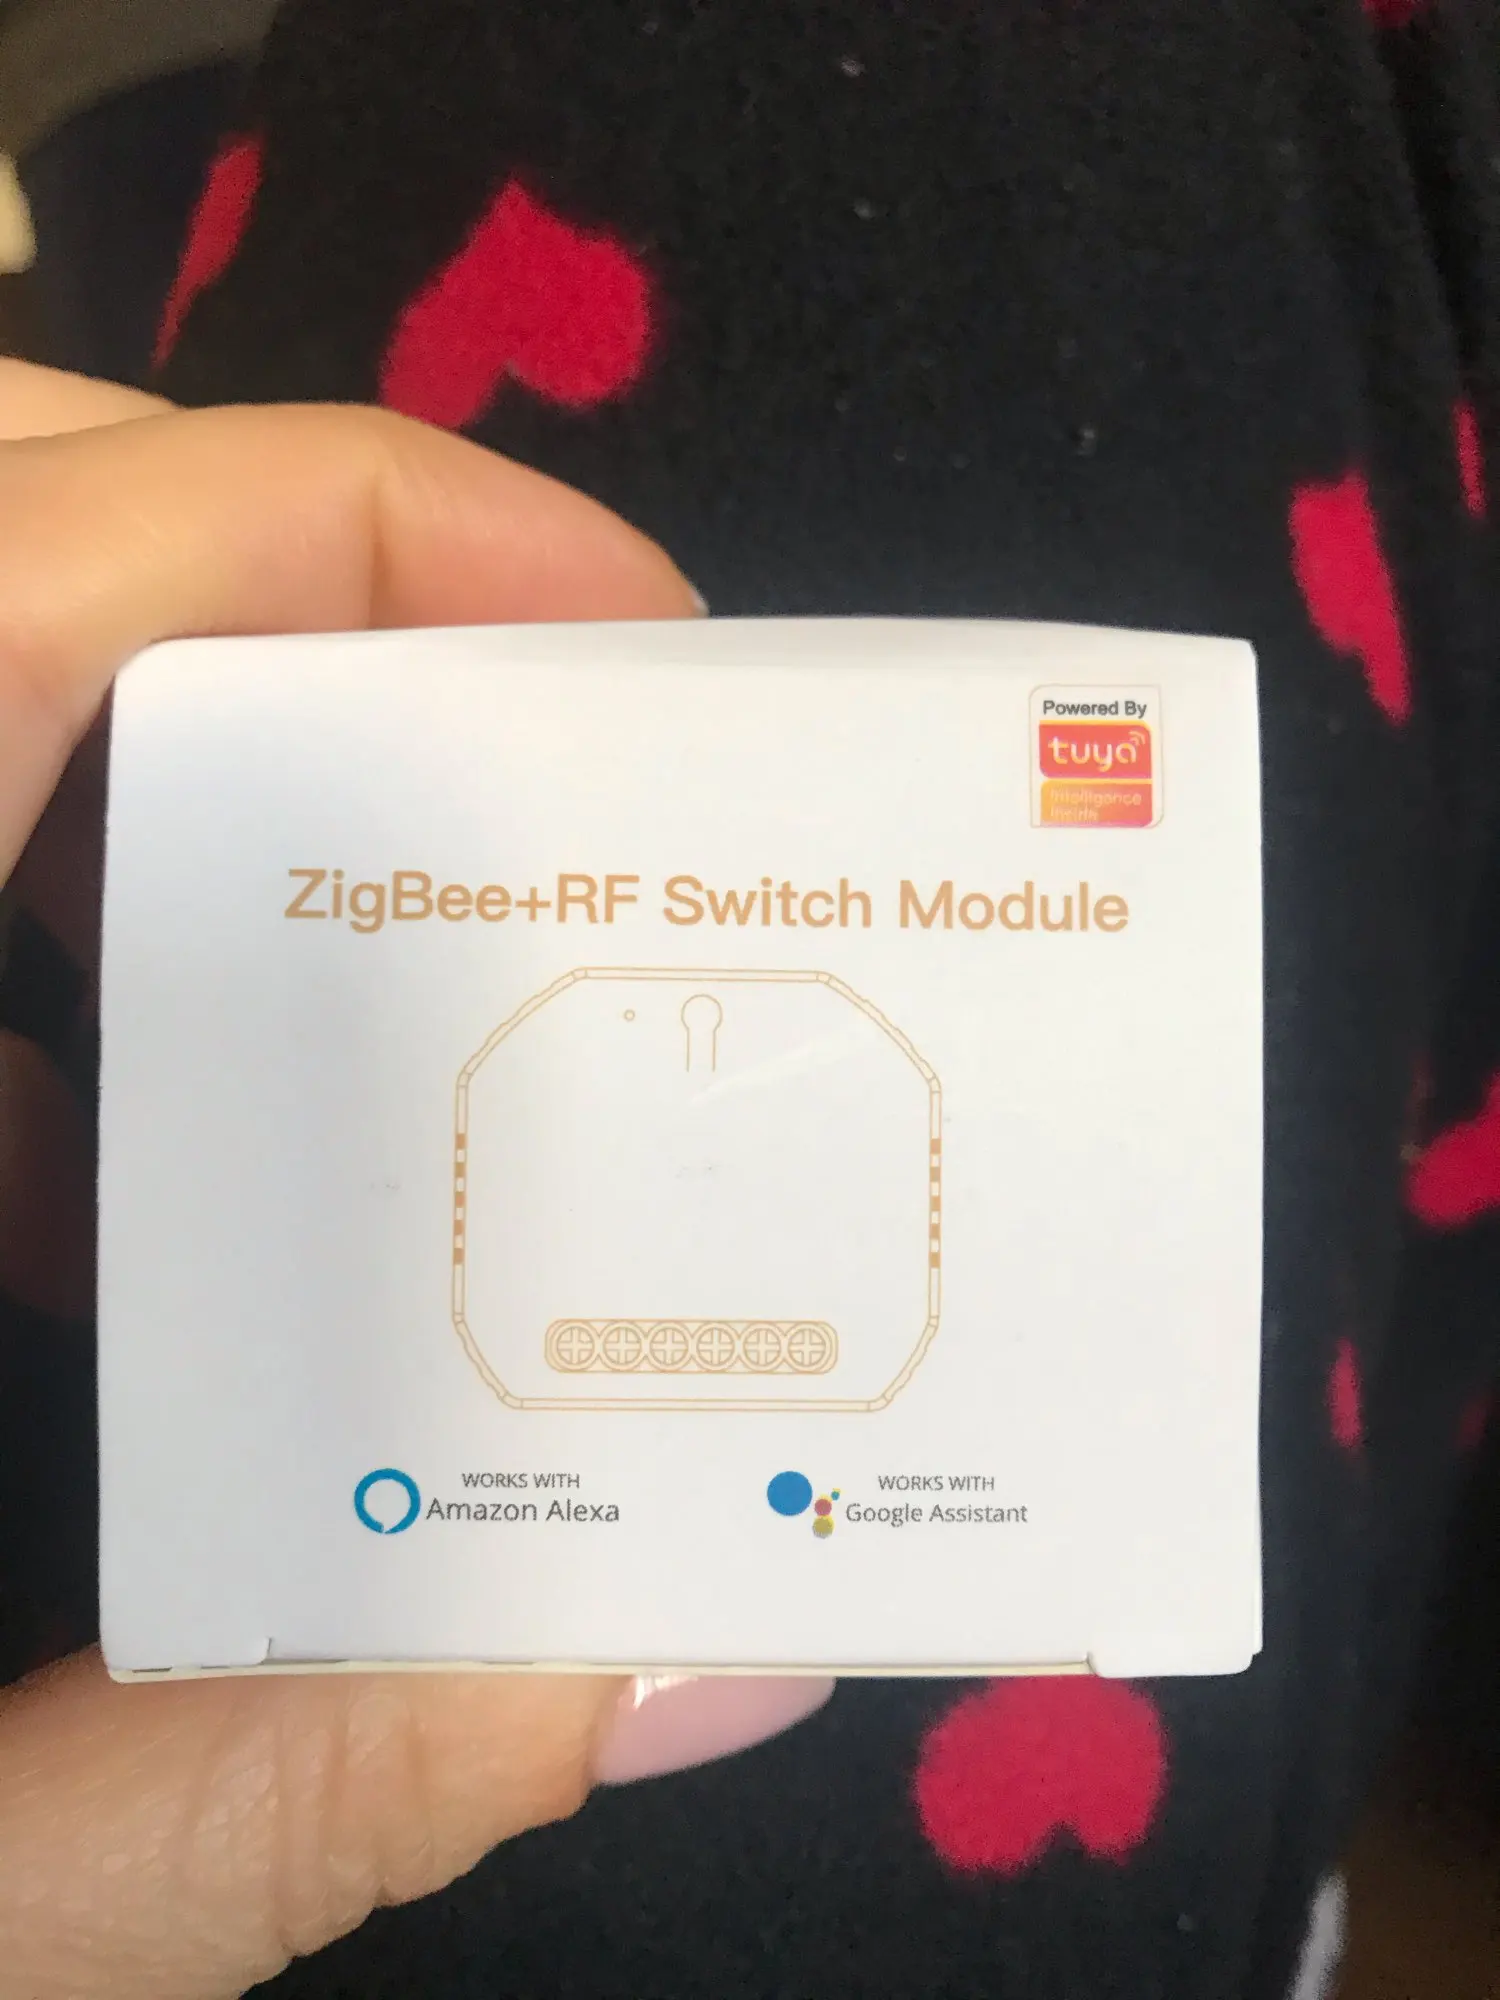 Powered By
tuya
Intelligence
Inside
ZigBee+RF Switch Module
WORKS WITH
Amazon Alexa
WORKS WITH
Google Assistant